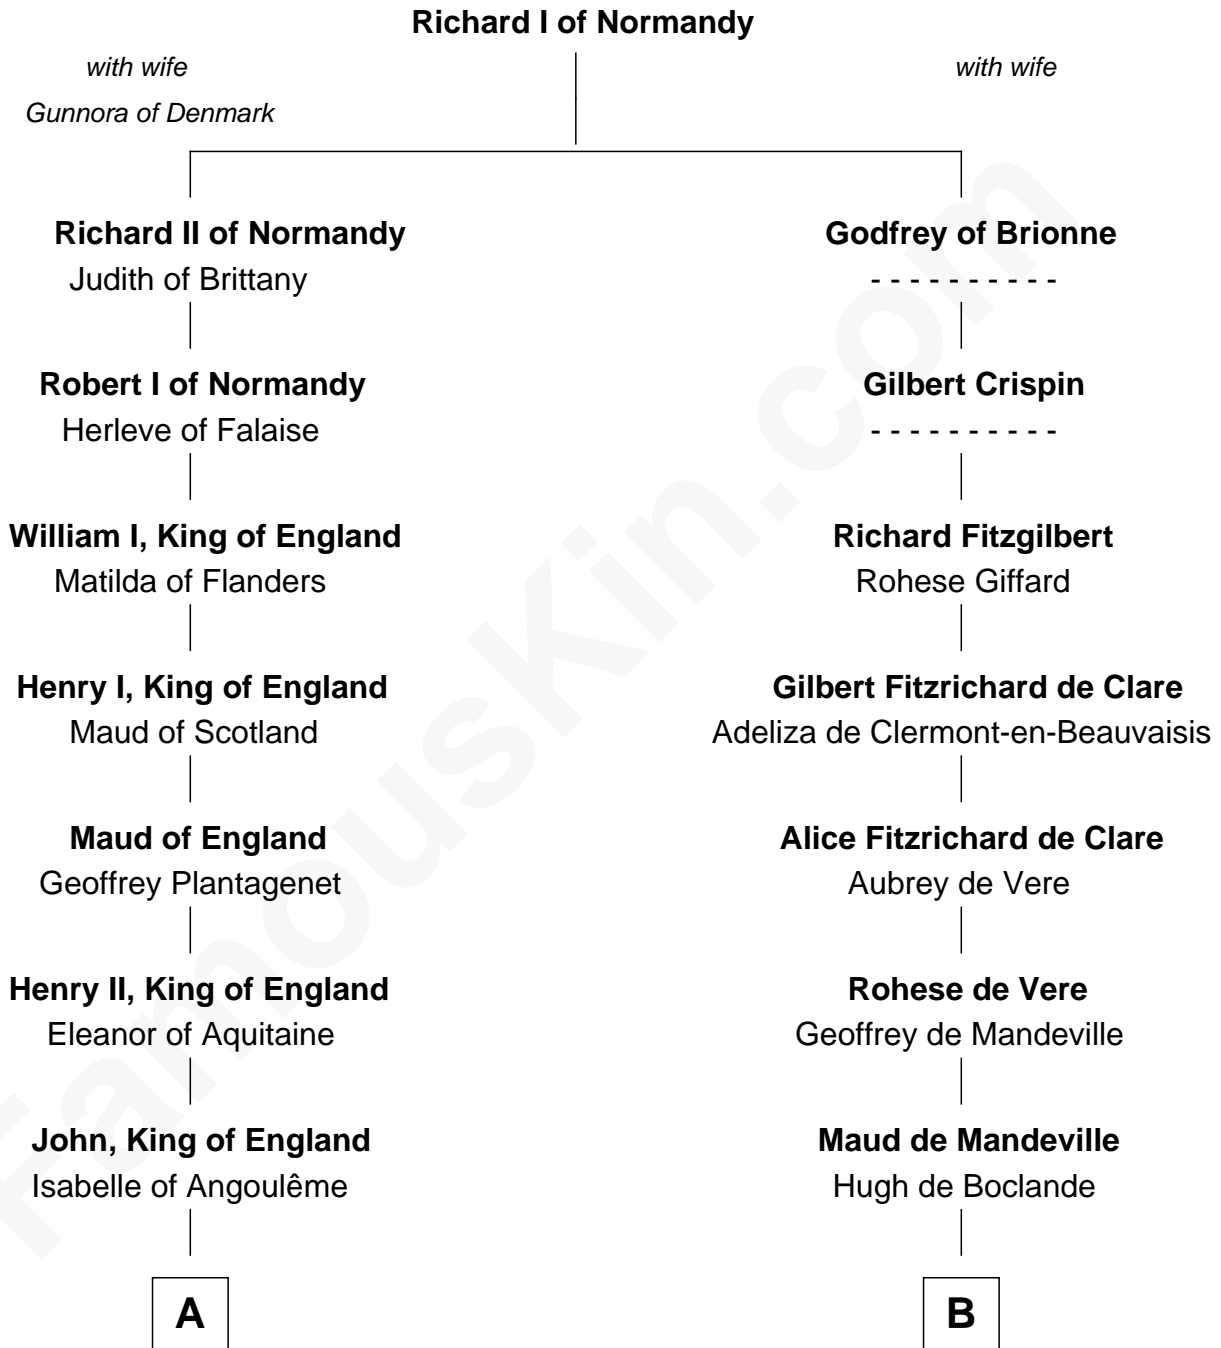 Richard I of Normandy
with wife
Gunnora of Denmark
with wife
Richard II of Normandy
Judith of Brittany
Godfrey of Brionne
- - - - - - - - - -
Robert I of Normandy
Herleve of Falaise
Gilbert Crispin
- - - - - - - - - -
William I, King of England
Matilda of Flanders
Richard Fitzgilbert
Rohese Giffard
Henry I, King of England
Maud of Scotland
Gilbert Fitzrichard de Clare
Adeliza de Clermont-en-Beauvaisis
Maud of England
Geoffrey Plantagenet
Alice Fitzrichard de Clare
Aubrey de Vere
Henry II, King of England
Eleanor of Aquitaine
Rohese de Vere
Geoffrey de Mandeville
John, King of England
Isabelle of Angoulême
Maud de Mandeville
Hugh de Boclande
A
B
FamousKin.com